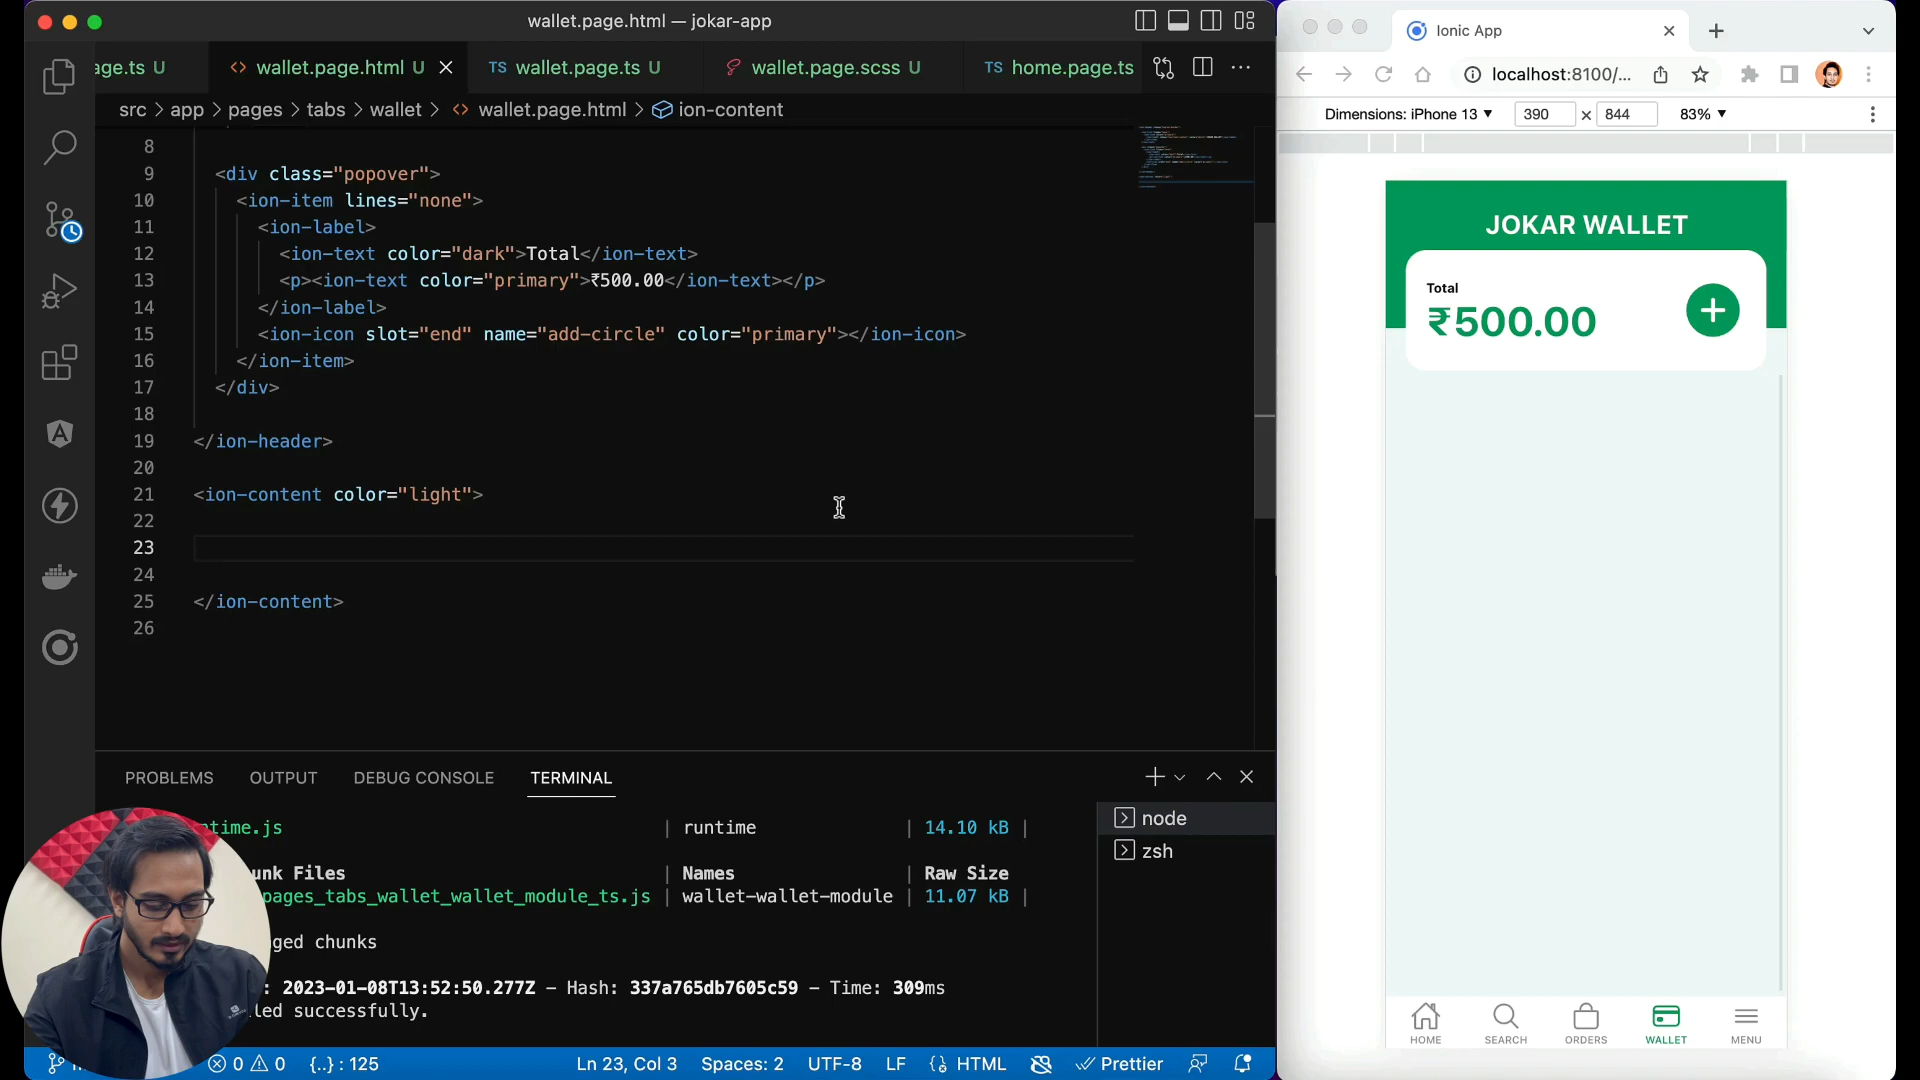 wallet.page.html — jokar-app
age.ts U
<> wallet.page.html U
TS wallet.page.ts U
wallet.page.scss U
TS home.page.ts
src > app > pages > tabs > wallet > <> wallet.page.html > ion-content
8
9 <div class="popover">
10 <ion-item lines="none">
11 <ion-label>
12 <ion-text color="dark">Total</ion-text>
13 <p><ion-text color="primary">₹500.00</ion-text></p>
14 </ion-label>
15 <ion-icon slot="end" name="add-circle" color="primary"></ion-icon>
16 </ion-item>
17 </div>
18
19 </ion-header>
20
21 <ion-content color="light">
22
23
24
25 </ion-content>
26
PROBLEMS OUTPUT DEBUG CONSOLE TERMINAL
ntime.js | runtime | 14.10 kB |
unk Files | Names | Raw Size
pages_tabs_wallet_wallet_module_ts.js | wallet-wallet-module | 11.07 kB |
ged chunks
: 2023-01-08T13:52:50.277Z - Hash: 337a765db7605c59 - Time: 309ms
led successfully.
node
zsh
0 0 {..} : 125 Ln 23, Col 3 Spaces: 2 UTF-8 LF HTML Prettier
Ionic App
localhost:8100/...
Dimensions: iPhone 13 ▼ 390 × 844 83% ▼
JOKAR WALLET
Total
₹500.00
HOME SEARCH ORDERS WALLET MENU